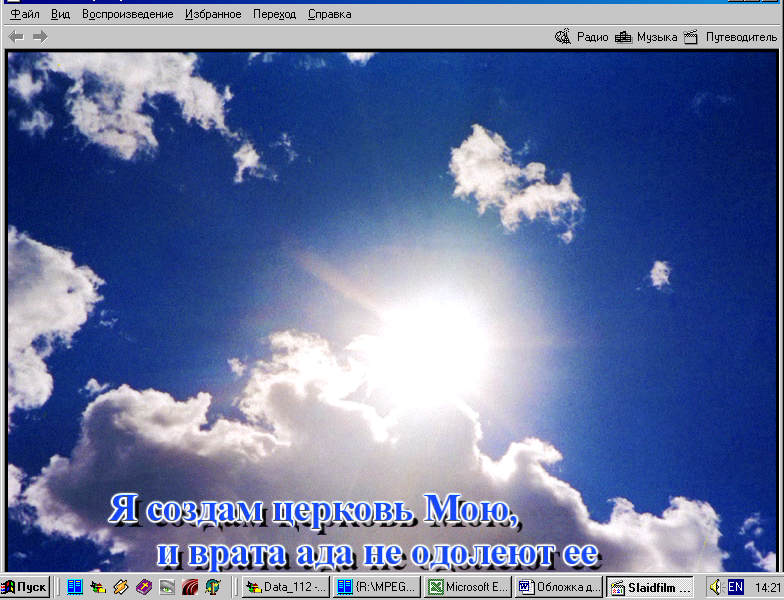 Файл Вид Воспроизведение Избранное Переход Справка
Радио Музыка Путеводитель
Я создам церковь Мою,
и врата ада не одолеют ее
Пуск Data_112 -... {R:\MPEG... Microsoft E... Обложка д... Slaidfilm ... EN 14:21